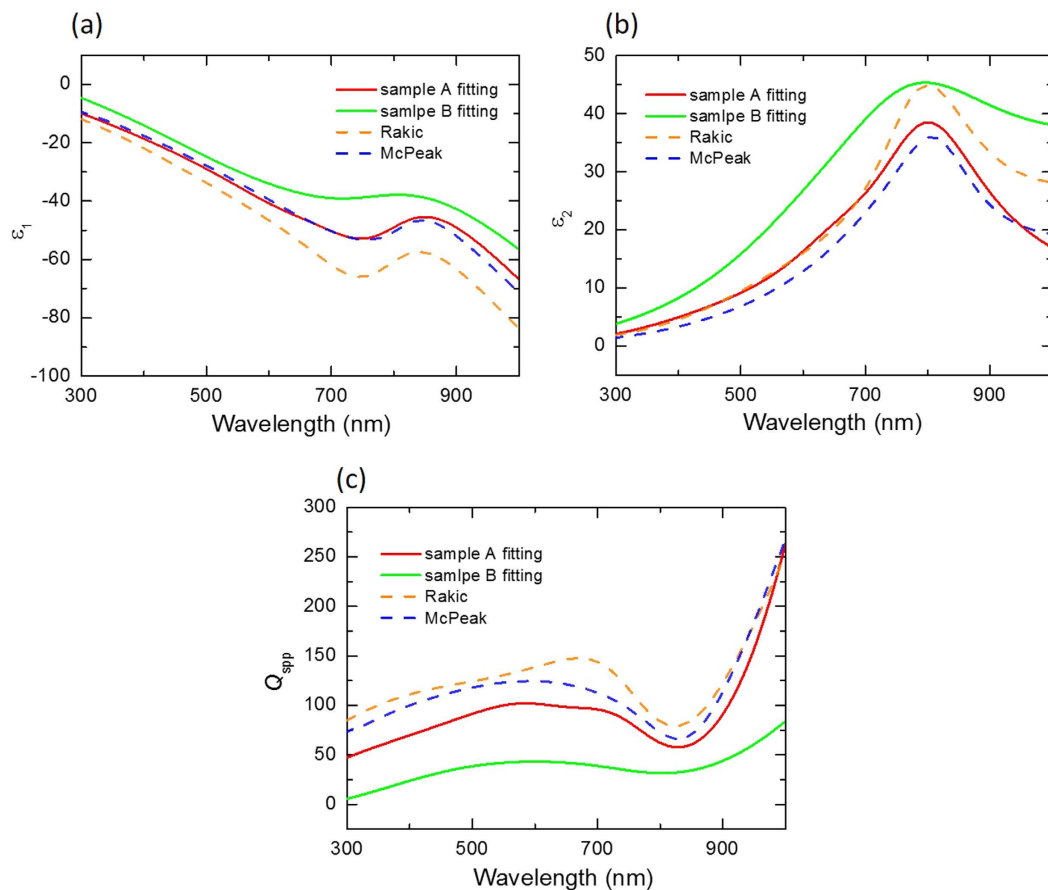 (a)
0
-20
-40
-60
-80
-100
300
500
700
900
ε1
Wavelength (nm)
sample A fitting
samlpe B fitting
Rakic
McPeak
(b)
50
45
40
30
20
10
0
300
500
700
900
ε2
Wavelength (nm)
sample A fitting
samlpe B fitting
Rakic
McPeak
(c)
300
250
200
150
100
50
0
300
500
700
900
Qspp
Wavelength (nm)
sample A fitting
samlpe B fitting
Rakic
McPeak